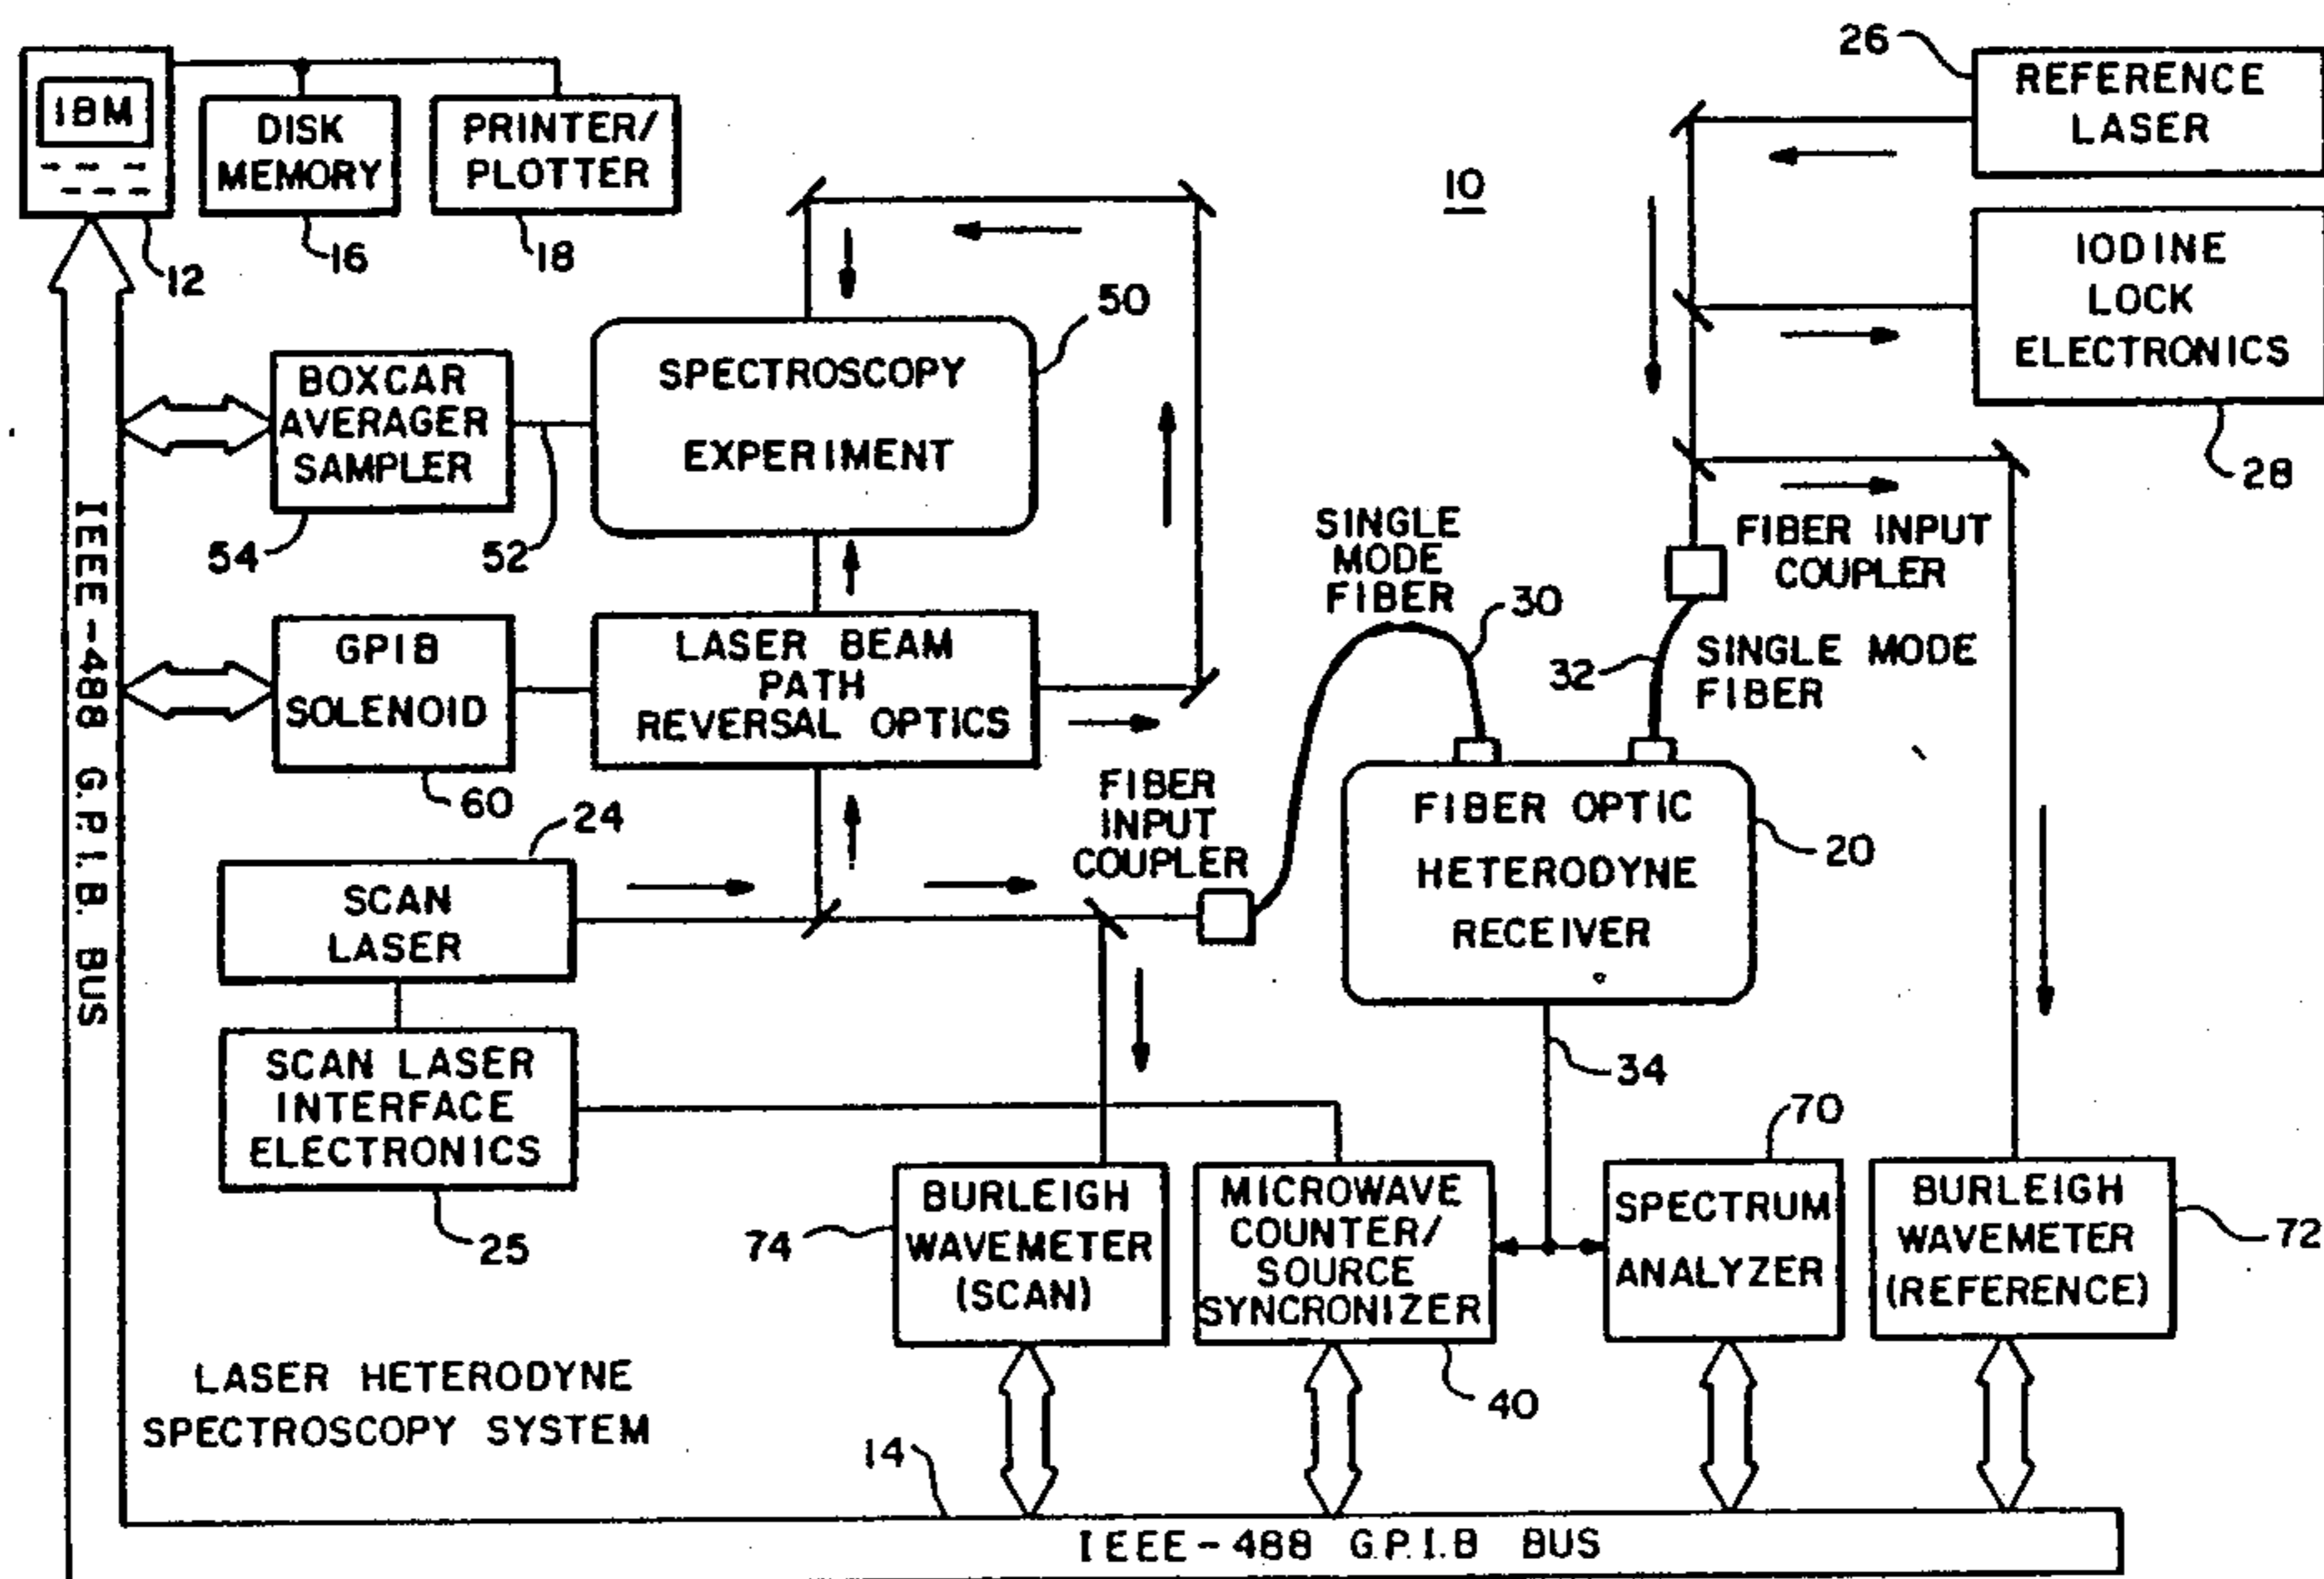 IBM
DISK
MEMORY
PRINTER/
PLOTTER
12
16
18
10
26
REFERENCE
LASER
IODINE
LOCK
ELECTRONICS
28
50
SPECTROSCOPY
EXPERIMENT
BOXCAR
AVERAGER
SAMPLER
54
52
SINGLE
MODE
FIBER
30
FIBER INPUT
COUPLER
32
SINGLE MODE
FIBER
GPIB
SOLENOID
60
LASER BEAM
PATH
REVERSAL OPTICS
IEEE-488 G.P.I.B. BUS
24
SCAN
LASER
FIBER
INPUT
COUPLER
FIBER OPTIC
HETERODYNE
RECEIVER
20
34
SCAN LASER
INTERFACE
ELECTRONICS
25
74
BURLEIGH
WAVEMETER
(SCAN)
MICROWAVE
COUNTER/
SOURCE
SYNCRONIZER
40
70
SPECTRUM
ANALYZER
BURLEIGH
WAVEMETER
(REFERENCE)
72
LASER HETERODYNE
SPECTROSCOPY SYSTEM
14
IEEE-488 G.P.I.B BUS